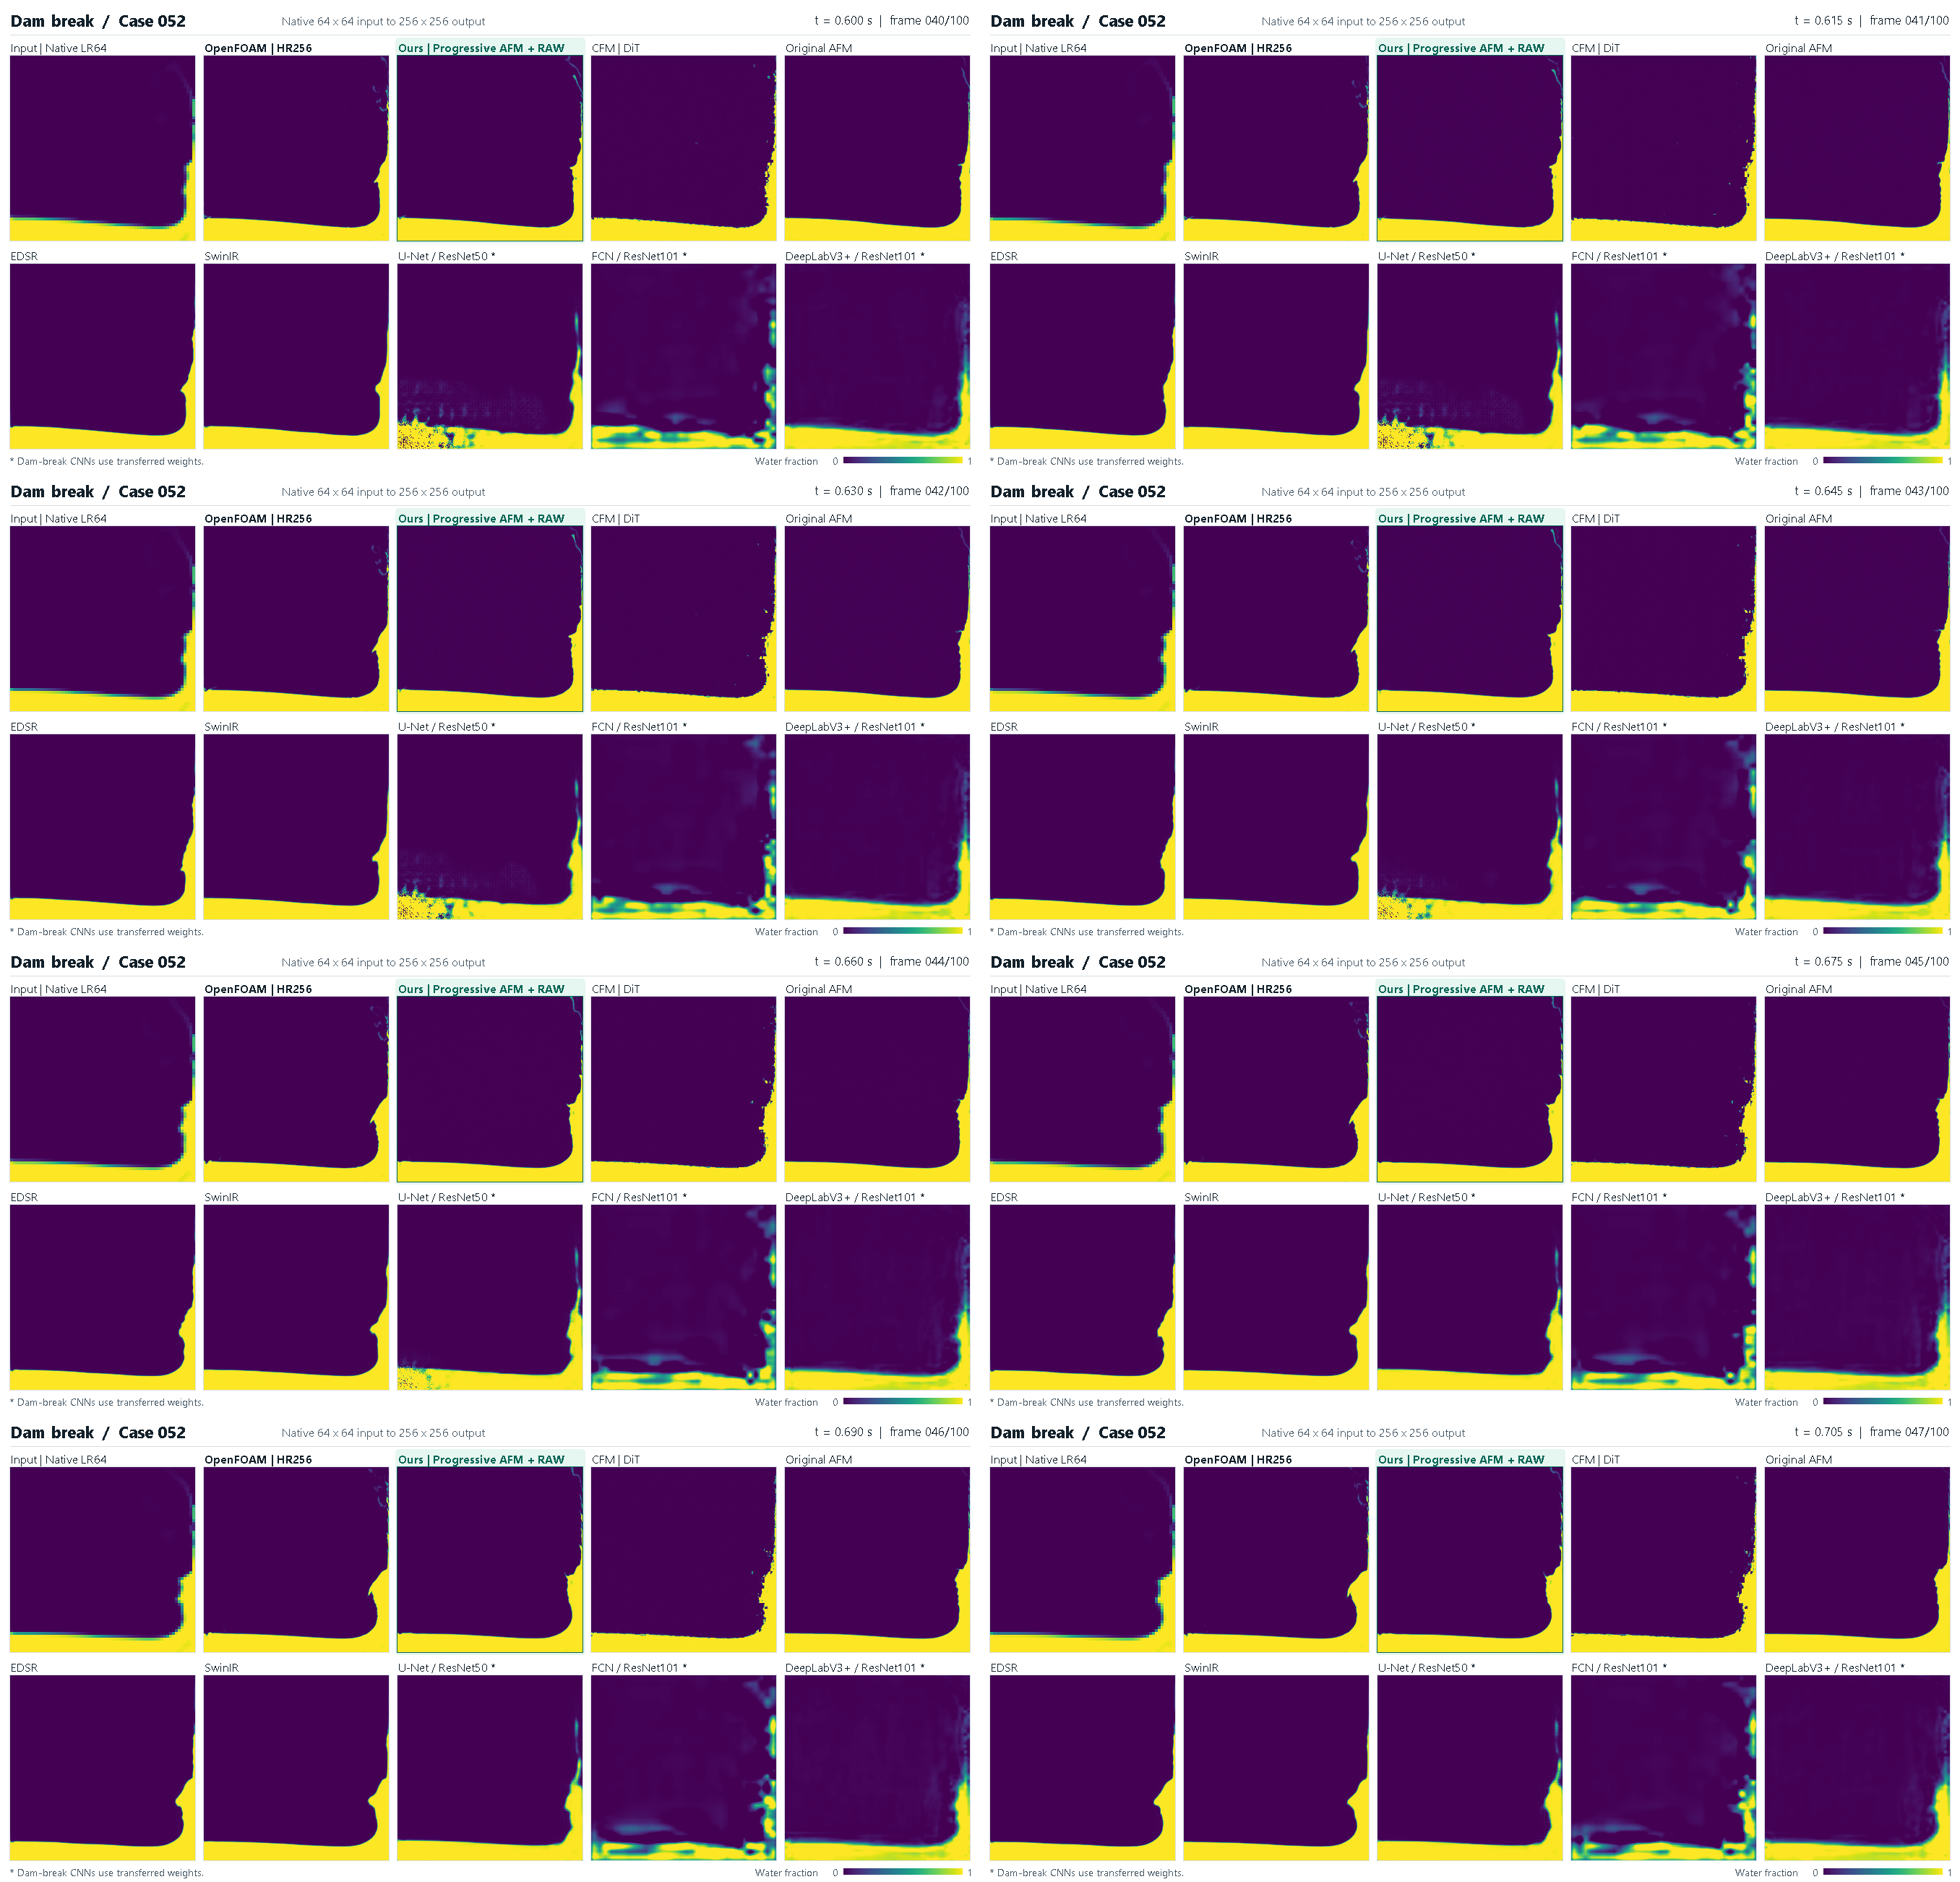 Dam break / Case 052 Native 64 x 64 input to 256 x 256 output t = 0.600 s | frame 040/100
Input | Native LR64 OpenFOAM | HR256 Ours | Progressive AFM + RAW CFM | DiT Original AFM
EDSR SwinIR U-Net / ResNet50 * FCN / ResNet101 * DeepLabV3+ / ResNet101 *
* Dam-break CNNs use transferred weights. Water fraction 0 1
Dam break / Case 052 Native 64 x 64 input to 256 x 256 output t = 0.615 s | frame 041/100
Input | Native LR64 OpenFOAM | HR256 Ours | Progressive AFM + RAW CFM | DiT Original AFM
EDSR SwinIR U-Net / ResNet50 * FCN / ResNet101 * DeepLabV3+ / ResNet101 *
* Dam-break CNNs use transferred weights. Water fraction 0 1
Dam break / Case 052 Native 64 x 64 input to 256 x 256 output t = 0.630 s | frame 042/100
Input | Native LR64 OpenFOAM | HR256 Ours | Progressive AFM + RAW CFM | DiT Original AFM
EDSR SwinIR U-Net / ResNet50 * FCN / ResNet101 * DeepLabV3+ / ResNet101 *
* Dam-break CNNs use transferred weights. Water fraction 0 1
Dam break / Case 052 Native 64 x 64 input to 256 x 256 output t = 0.645 s | frame 043/100
Input | Native LR64 OpenFOAM | HR256 Ours | Progressive AFM + RAW CFM | DiT Original AFM
EDSR SwinIR U-Net / ResNet50 * FCN / ResNet101 * DeepLabV3+ / ResNet101 *
* Dam-break CNNs use transferred weights. Water fraction 0 1
Dam break / Case 052 Native 64 x 64 input to 256 x 256 output t = 0.660 s | frame 044/100
Input | Native LR64 OpenFOAM | HR256 Ours | Progressive AFM + RAW CFM | DiT Original AFM
EDSR SwinIR U-Net / ResNet50 * FCN / ResNet101 * DeepLabV3+ / ResNet101 *
* Dam-break CNNs use transferred weights. Water fraction 0 1
Dam break / Case 052 Native 64 x 64 input to 256 x 256 output t = 0.675 s | frame 045/100
Input | Native LR64 OpenFOAM | HR256 Ours | Progressive AFM + RAW CFM | DiT Original AFM
EDSR SwinIR U-Net / ResNet50 * FCN / ResNet101 * DeepLabV3+ / ResNet101 *
* Dam-break CNNs use transferred weights. Water fraction 0 1
Dam break / Case 052 Native 64 x 64 input to 256 x 256 output t = 0.690 s | frame 046/100
Input | Native LR64 OpenFOAM | HR256 Ours | Progressive AFM + RAW CFM | DiT Original AFM
EDSR SwinIR U-Net / ResNet50 * FCN / ResNet101 * DeepLabV3+ / ResNet101 *
* Dam-break CNNs use transferred weights. Water fraction 0 1
Dam break / Case 052 Native 64 x 64 input to 256 x 256 output t = 0.705 s | frame 047/100
Input | Native LR64 OpenFOAM | HR256 Ours | Progressive AFM + RAW CFM | DiT Original AFM
EDSR SwinIR U-Net / ResNet50 * FCN / ResNet101 * DeepLabV3+ / ResNet101 *
* Dam-break CNNs use transferred weights. Water fraction 0 1